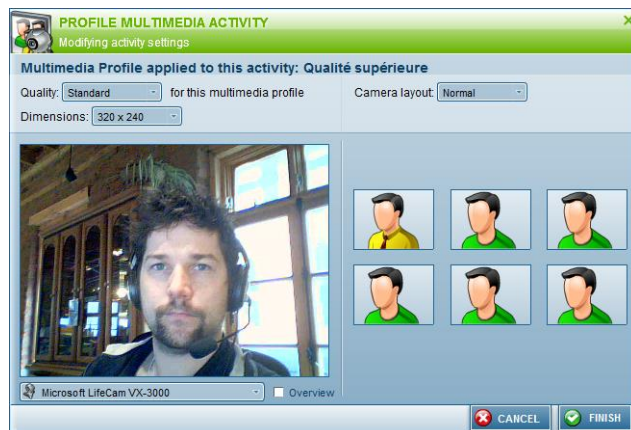 PROFILE MULTIMEDIA ACTIVITY
Modifying activity settings
Multimedia Profile applied to this activity: Qualité supérieure
Quality: Standard for this multimedia profile Camera layout: Normal
Dimensions: 320 x 240
Microsoft LifeCam VX-3000 Overview
CANCEL FINISH